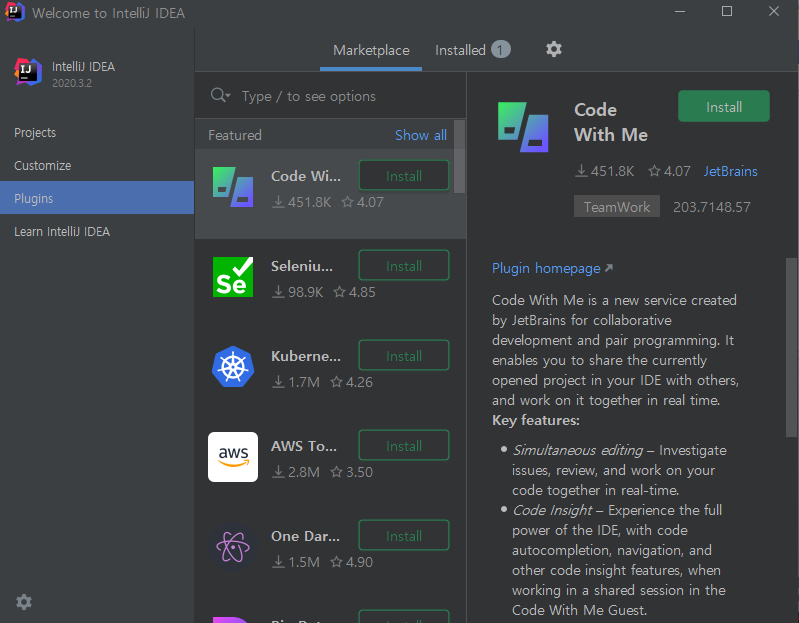 Welcome to IntelliJ IDEA
IntelliJ IDEA
2020.3.2
Projects
Customize
Plugins
Learn IntelliJ IDEA
Marketplace
Installed 1
Type / to see options
Featured
Show all
Code Wi...
Install
451.8K 4.07
Seleniu...
Install
98.9K 4.85
Kuberne...
Install
1.7M 4.26
aws
AWS To...
Install
2.8M 3.50
One Dar...
Install
1.5M 4.90
Code
With Me
Install
451.8K 4.07 JetBrains
TeamWork 203.7148.57
Plugin homepage
Code With Me is a new service created
by JetBrains for collaborative
development and pair programming. It
enables you to share the currently
opened project in your IDE with others,
and work on it together in real time.
Key features:
• Simultaneous editing – Investigate
issues, review, and work on your
code together in real-time.
• Code Insight – Experience the full
power of the IDE, with code
autocompletion, navigation, and
other code insight features, when
working in a shared session in the
Code With Me Guest.